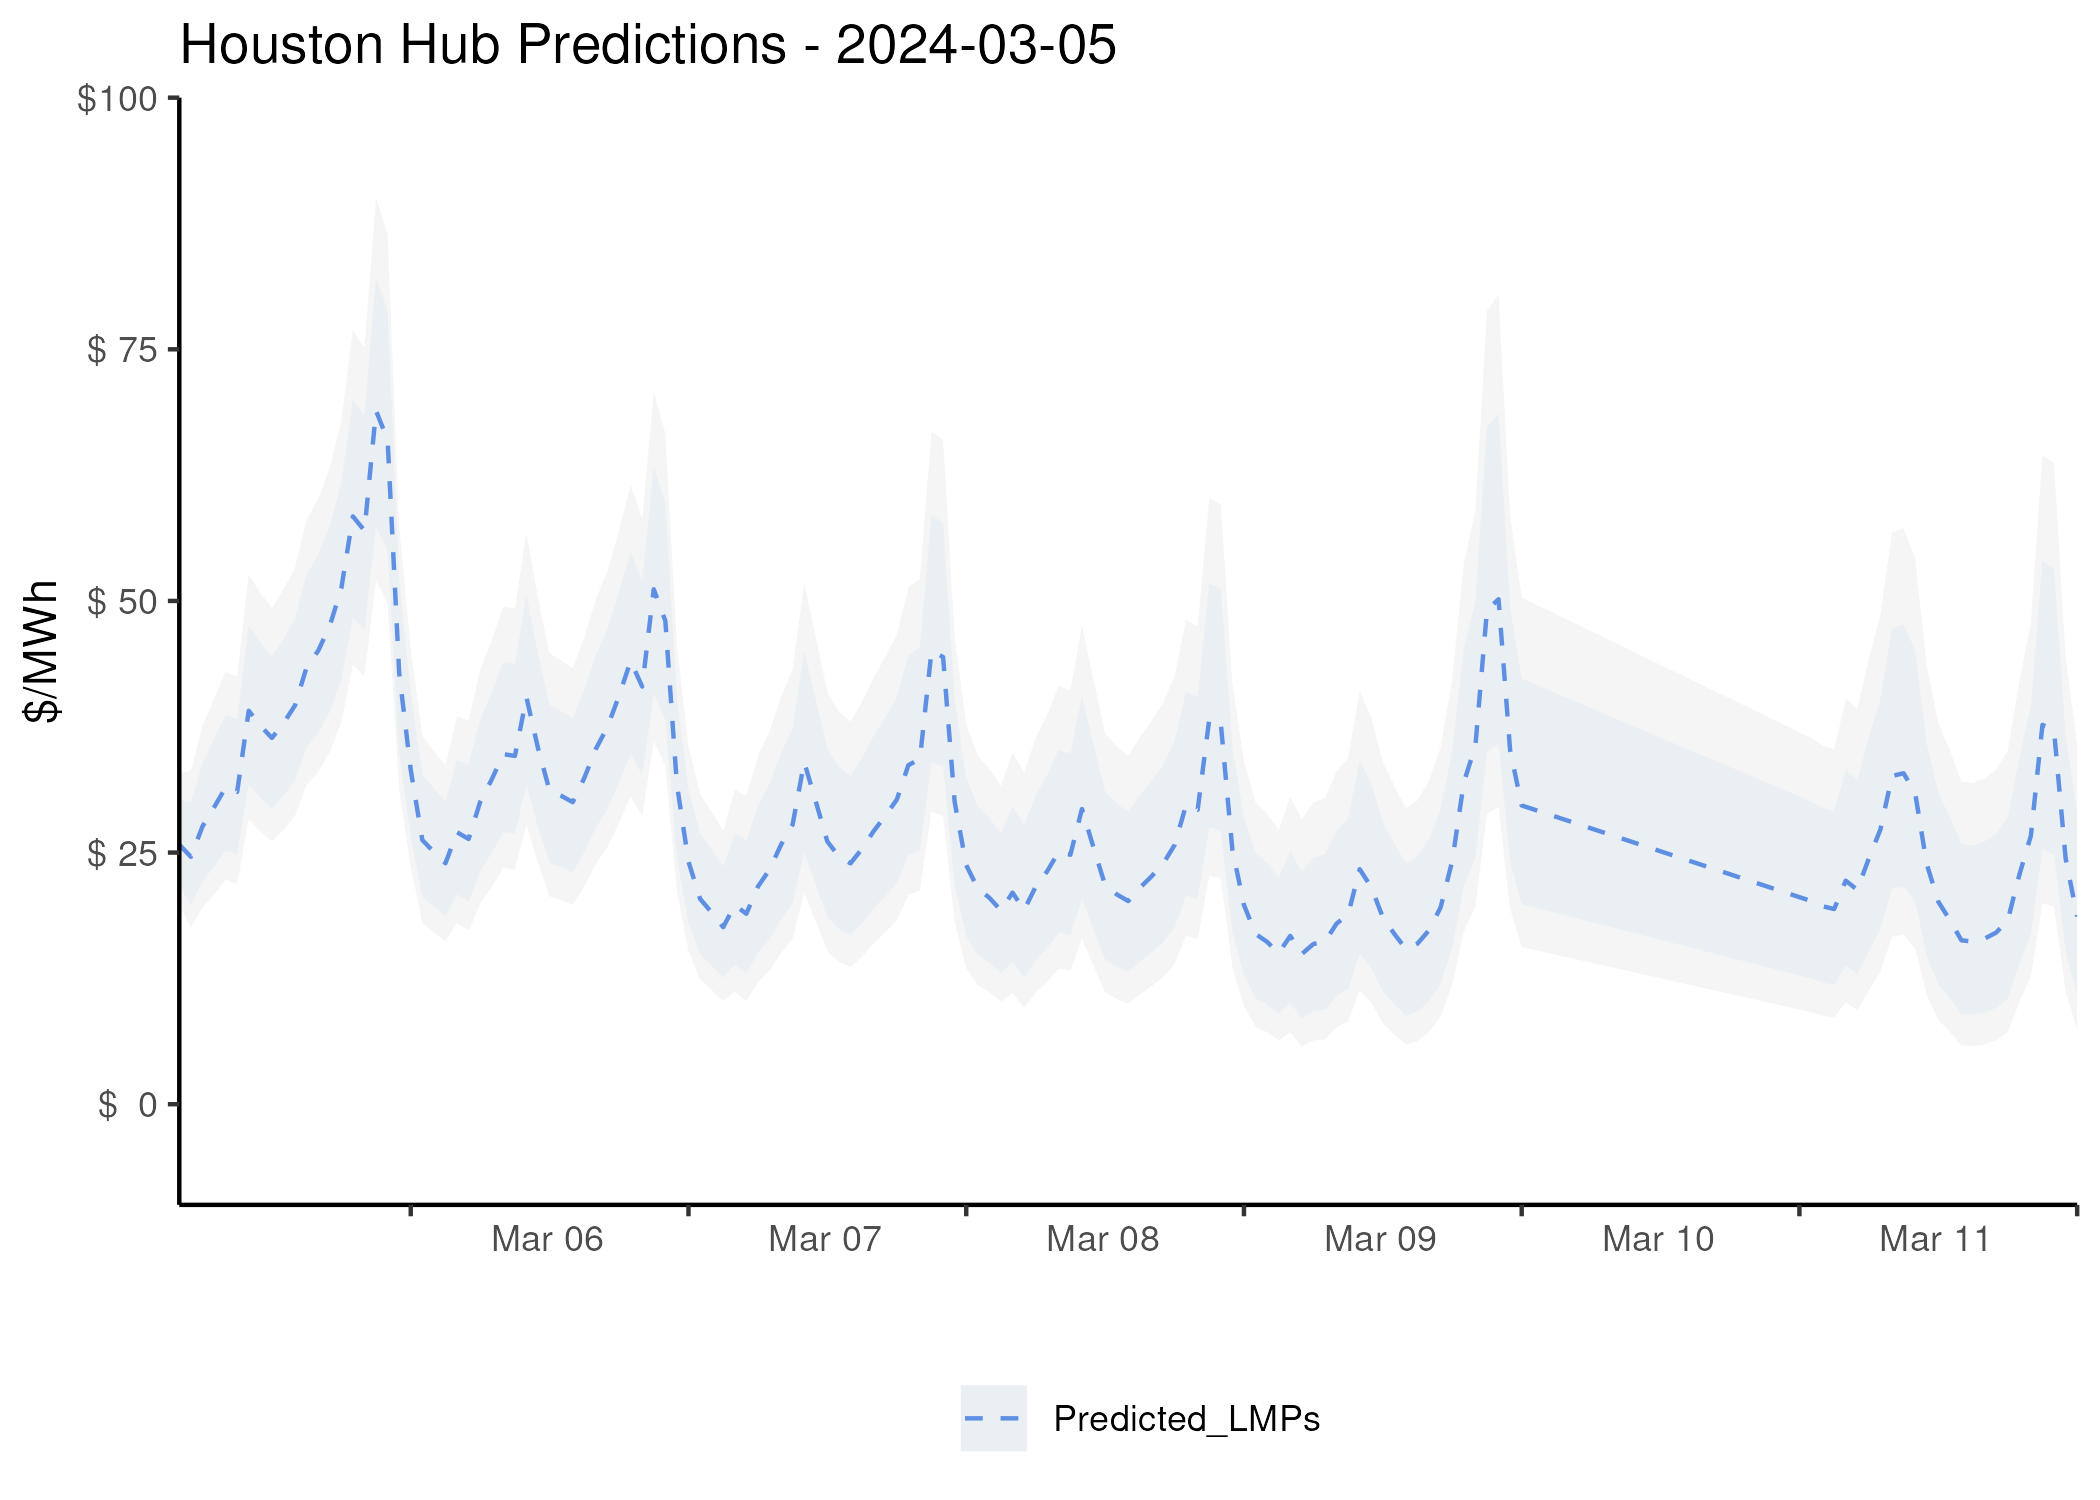 Houston Hub Predictions - 2024-03-05
$100
$ 75
$ 50
$ 25
$ 0
$/MWh
Mar 06 Mar 07 Mar 08 Mar 09 Mar 10 Mar 11
Predicted_LMPs